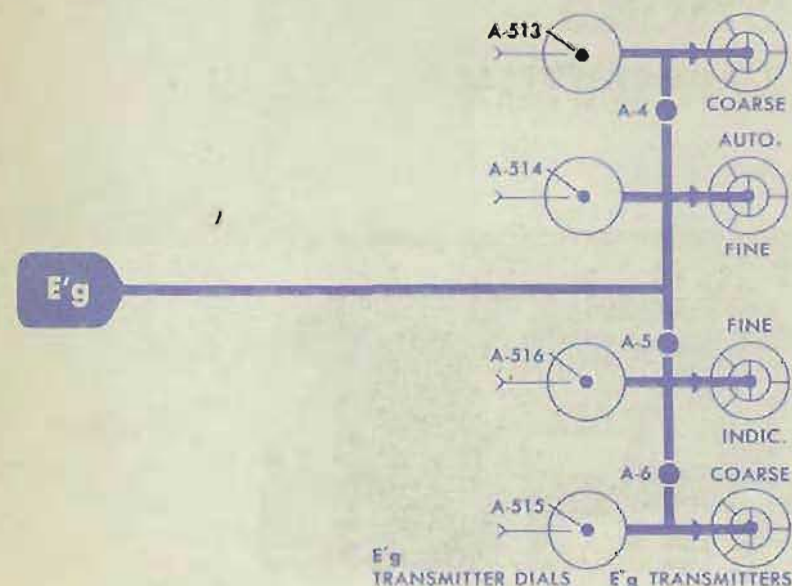 A-513
A-4
COARSE
AUTO.
A-514
FINE
E'g
FINE
A-5
A-516
INDIC.
A-6
COARSE
A-515
E'g
TRANSMITTER DIALS
E'g TRANSMITTERS